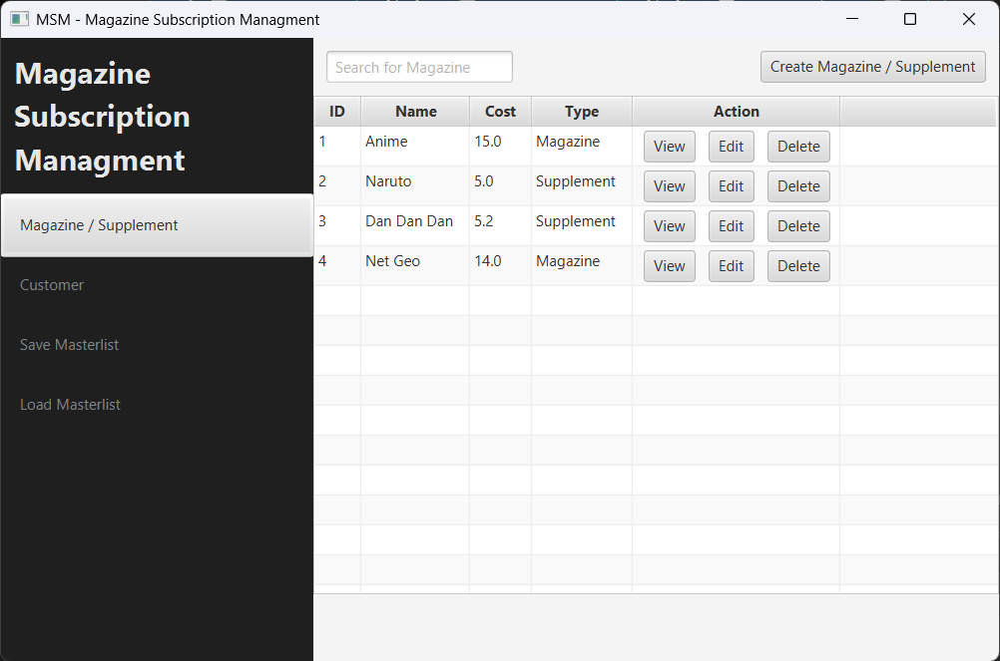 MSM - Magazine Subscription Managment
Magazine
Subscription
Managment
Magazine / Supplement
Customer
Save Masterlist
Load Masterlist
Search for Magazine
Create Magazine / Supplement
ID Name Cost Type Action
1 Anime 15.0 Magazine View Edit Delete
2 Naruto 5.0 Supplement View Edit Delete
3 Dan Dan Dan 5.2 Supplement View Edit Delete
4 Net Geo 14.0 Magazine View Edit Delete